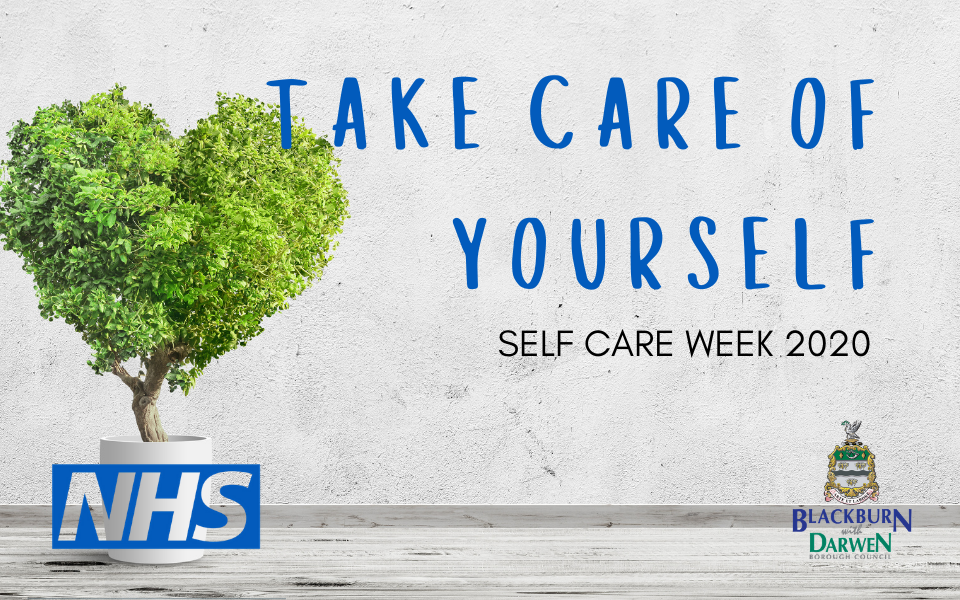 TAKE CARE OF
YOURSELF
SELF CARE WEEK 2020
NHS
BLACKBURN
with
DARWEN
BOROUGH COUNCIL